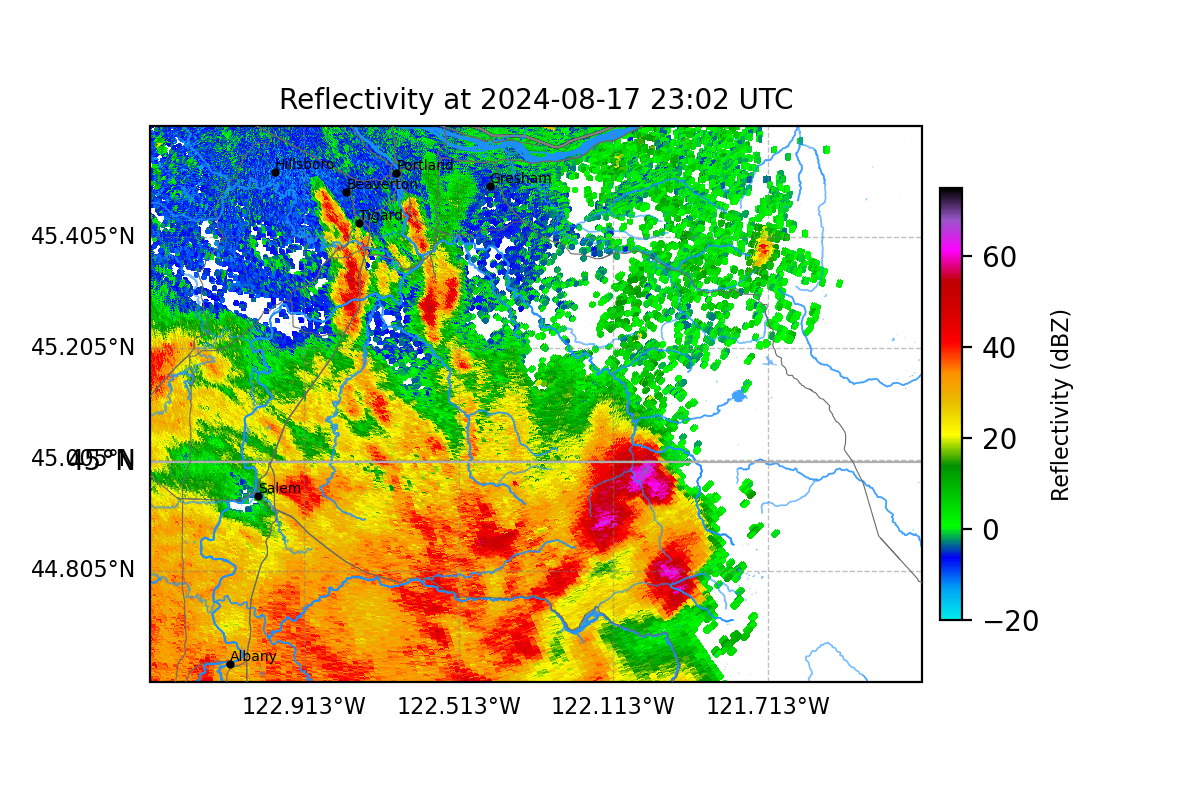 Reflectivity at 2024-08-17 23:02 UTC
Hillsboro
Portland
Beaverton
Gresham
Tigard
45.405°N
45.205°N
45.005°N
45°N
Salem
44.805°N
Albany
122.913°W 122.513°W 122.113°W 121.713°W
60
40
20
0
−20
Reflectivity (dBZ)